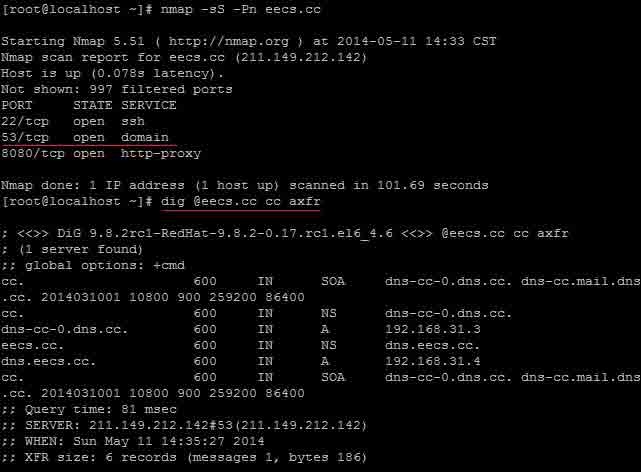 [root@localhost ~]# nmap -sS -Pn eecs.cc
Starting Nmap 5.51 ( http://nmap.org ) at 2014-05-11 14:33 CST
Nmap scan report for eecs.cc (211.149.212.142)
Host is up (0.078s latency).
Not shown: 997 filtered ports
PORT     STATE SERVICE
22/tcp   open  ssh
53/tcp   open  domain
8080/tcp open  http-proxy
Nmap done: 1 IP address (1 host up) scanned in 101.69 seconds
[root@localhost ~]# dig @eecs.cc cc axfr
; <<>> DiG 9.8.2rc1-RedHat-9.8.2-0.17.rc1.el6_4.6 <<>> @eecs.cc cc axfr
; (1 server found)
;; global options: +cmd
cc.                     600     IN      SOA     dns-cc-0.dns.cc. dns-cc.mail.dns
.cc. 2014031001 10800 900 259200 86400
cc.                     600     IN      NS      dns-cc-0.dns.cc.
dns-cc-0.dns.cc.        600     IN      A       192.168.31.3
eecs.cc.                600     IN      NS      dns.eecs.cc.
dns.eecs.cc.            600     IN      A       192.168.31.4
cc.                     600     IN      SOA     dns-cc-0.dns.cc. dns-cc.mail.dns
.cc. 2014031001 10800 900 259200 86400
;; Query time: 81 msec
;; SERVER: 211.149.212.142#53(211.149.212.142)
;; WHEN: Sun May 11 14:35:27 2014
;; XFR size: 6 records (messages 1, bytes 186)